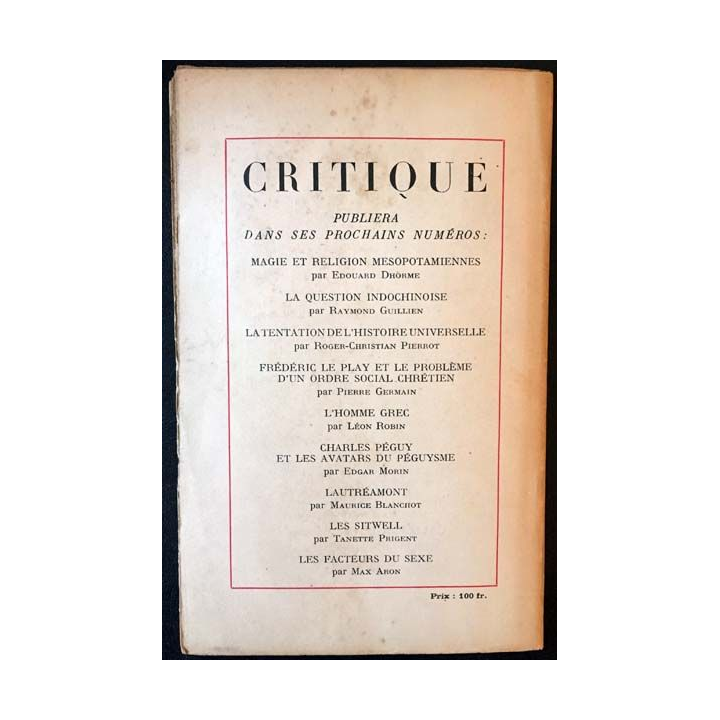 CRITIQUE
PUBLIERA
DANS SES PROCHAINS NUMÉROS :
MAGIE ET RELIGION MESOPOTAMIENNES
par EDOUARD DHORME
LA QUESTION INDOCHINOISE
par RAYMOND GUILLIEN
LA TENTATION DE L'HISTOIRE UNIVERSELLE
par ROGER-CHRISTIAN PIERROT
FRÉDÉRIC LE PLAY ET LE PROBLÈME
D'UN ORDRE SOCIAL CHRÉTIEN
par PIERRE GERMAIN
L'HOMME GREC
par LÉON ROBIN
CHARLES PÉGUY
ET LES AVATARS DU PÉGUYSME
par EDGAR MORIN
LAUTRÉAMONT
par MAURICE BLANCHOT
LES SITWELL
par TANETTE PRIGENT
LES FACTEURS DU SEXE
par MAX ARON
Prix : 100 fr.